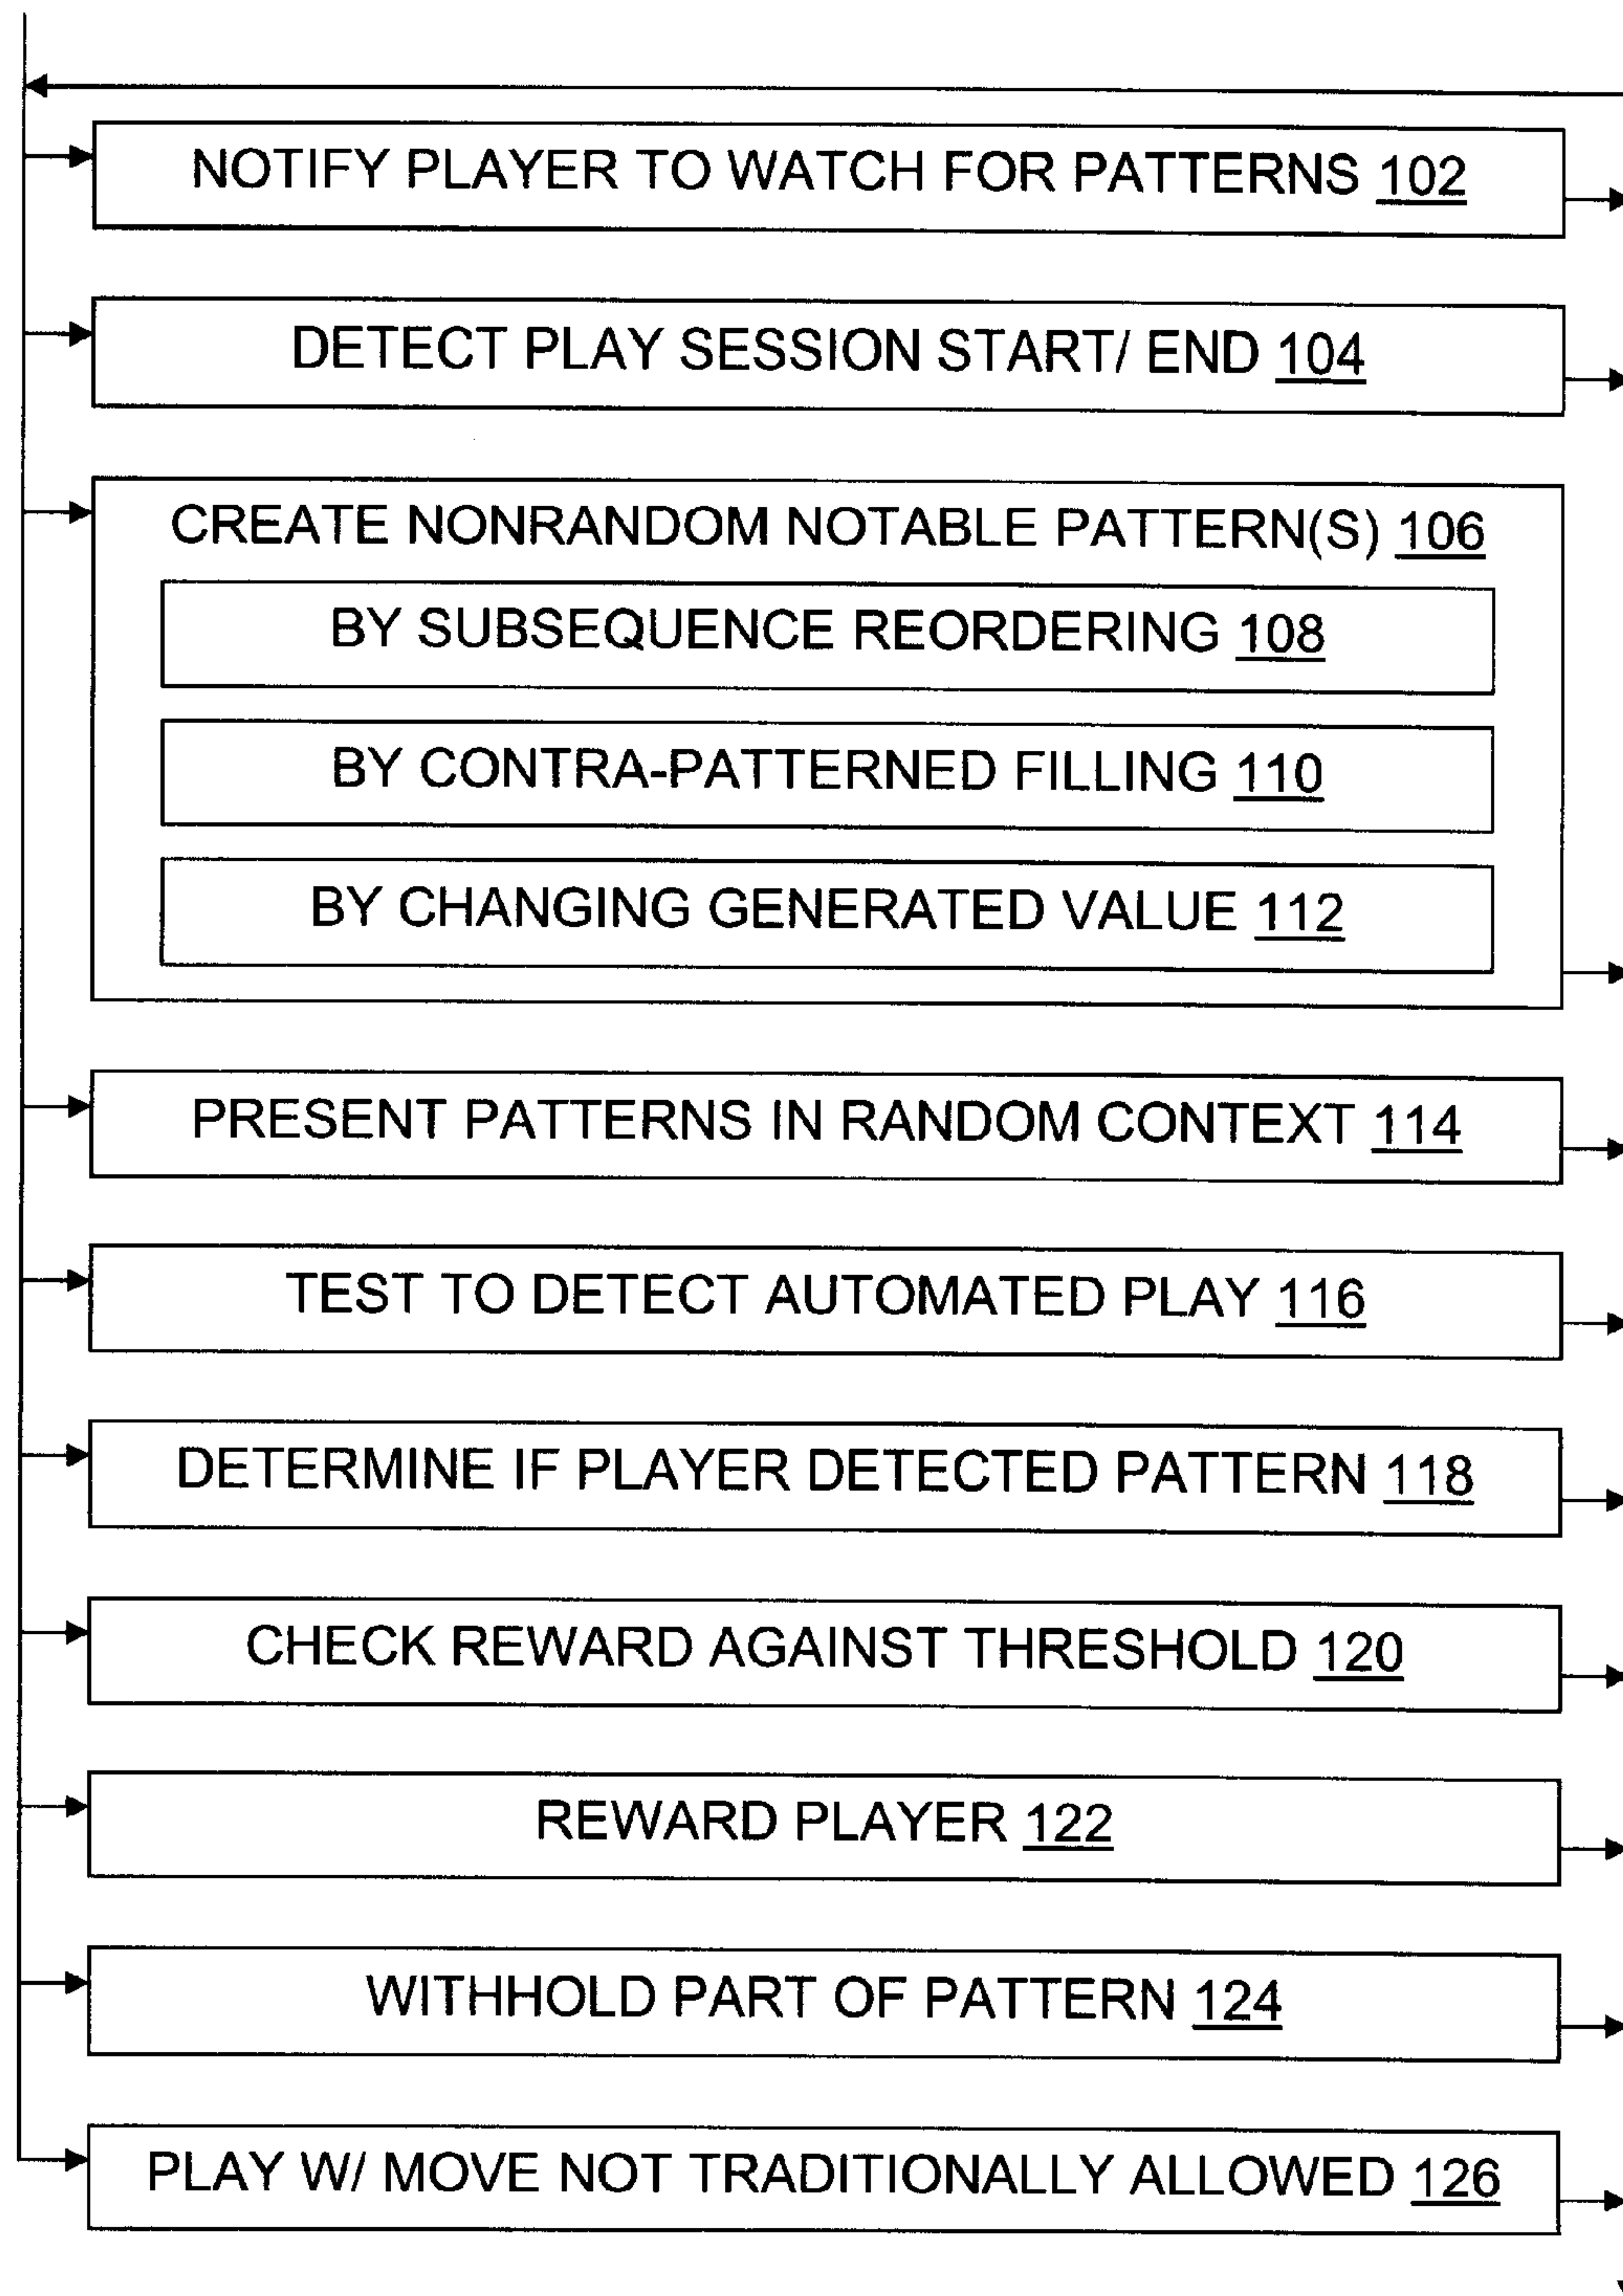 NOTIFY PLAYER TO WATCH FOR PATTERNS 102
DETECT PLAY SESSION START/ END 104
CREATE NONRANDOM NOTABLE PATTERN(S) 106
BY SUBSEQUENCE REORDERING 108
BY CONTRA-PATTERNED FILLING 110
BY CHANGING GENERATED VALUE 112
PRESENT PATTERNS IN RANDOM CONTEXT 114
TEST TO DETECT AUTOMATED PLAY 116
DETERMINE IF PLAYER DETECTED PATTERN 118
CHECK REWARD AGAINST THRESHOLD 120
REWARD PLAYER 122
WITHHOLD PART OF PATTERN 124
PLAY W/ MOVE NOT TRADITIONALLY ALLOWED 126